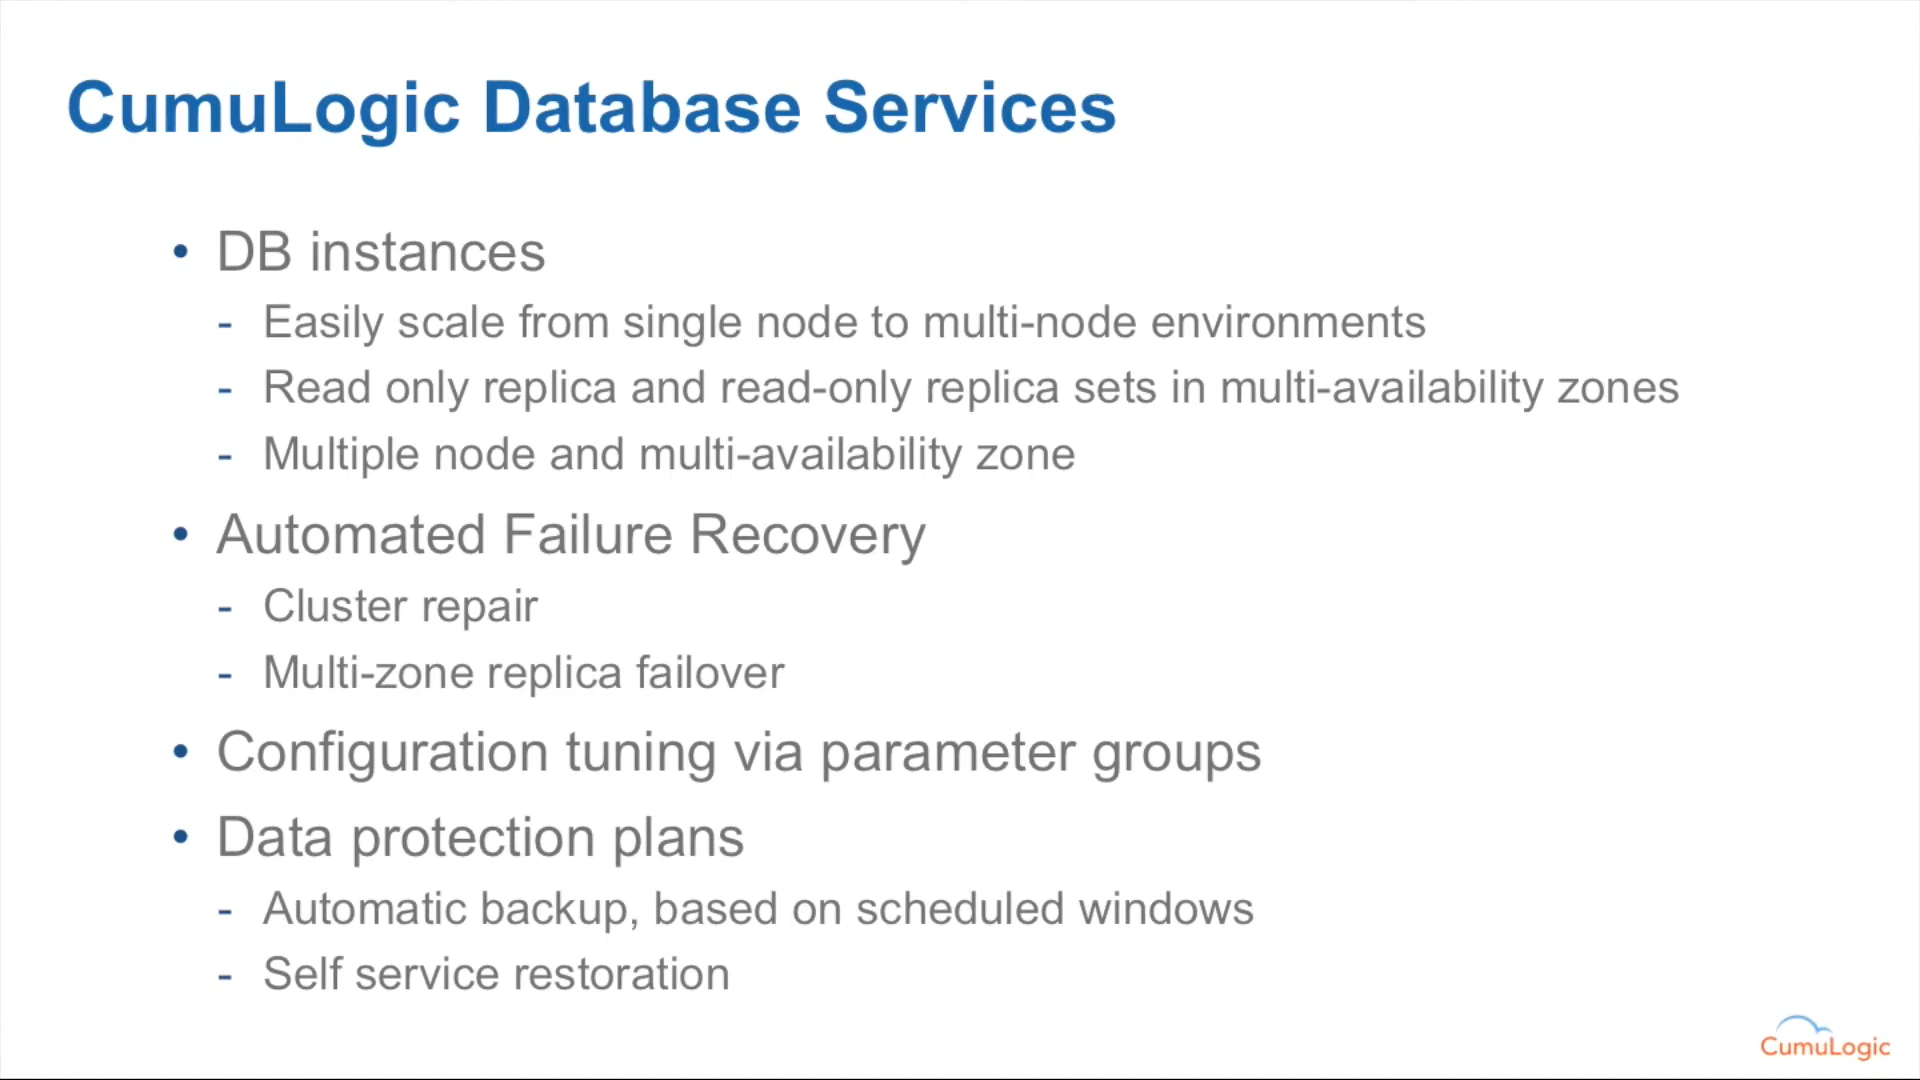 CumuLogic Database Services
• DB instances
- Easily scale from single node to multi-node environments
- Read only replica and read-only replica sets in multi-availability zones
- Multiple node and multi-availability zone
• Automated Failure Recovery
- Cluster repair
- Multi-zone replica failover
• Configuration tuning via parameter groups
• Data protection plans
- Automatic backup, based on scheduled windows
- Self service restoration
CumuLogic